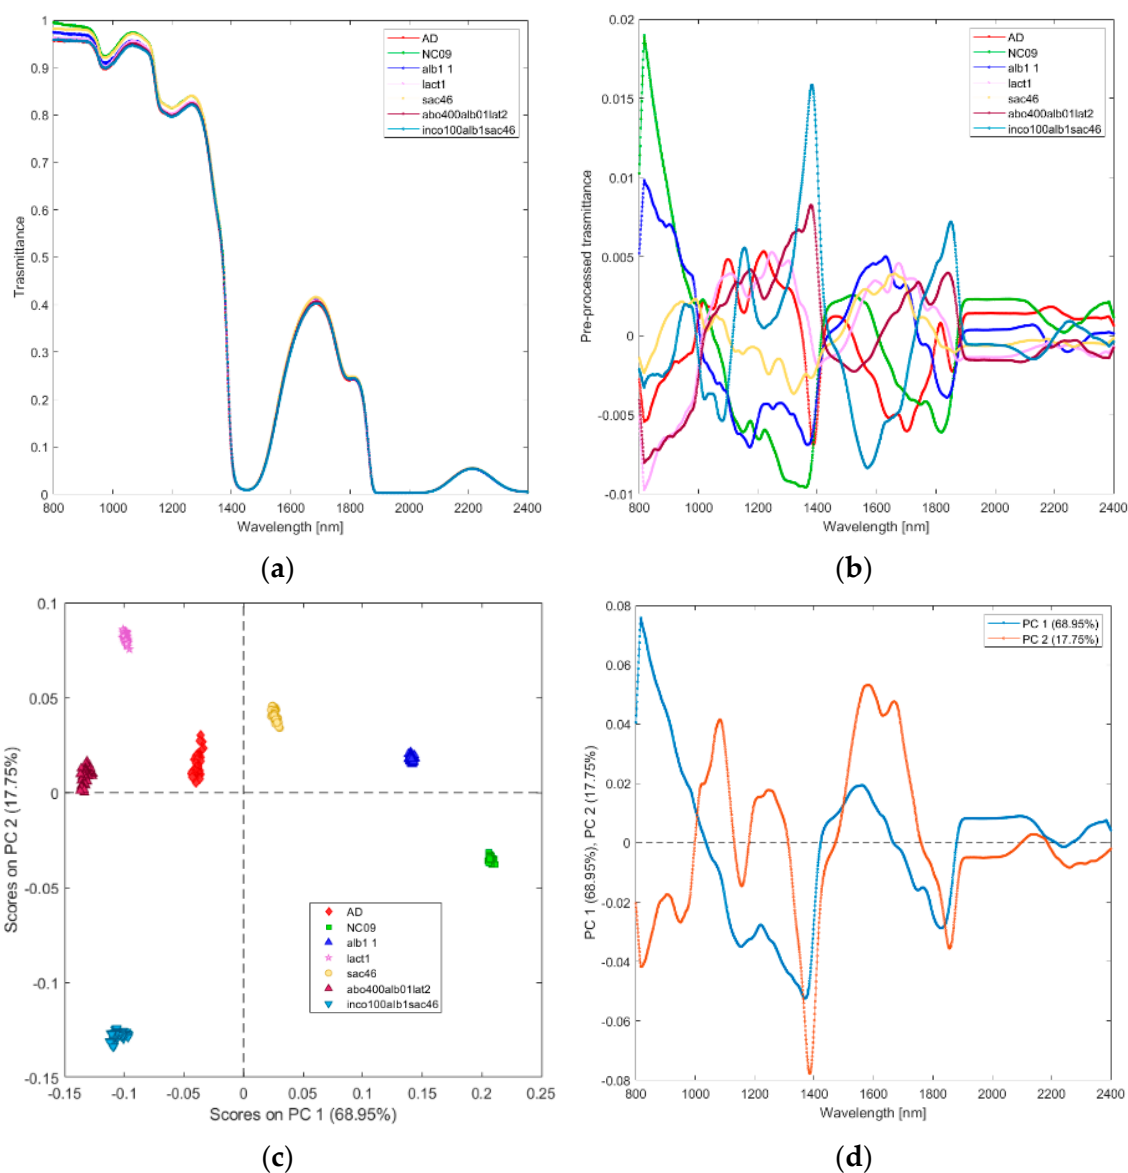 1
0.9
0.8
0.7
0.6
0.5
0.4
0.3
0.2
0.1
0
Trasmittance
800 1000 1200 1400 1600 1800 2000 2200 2400
Wavelength [nm]
AD
NC09
alb1 1
lact1
sac46
abo400alb01lat2
inco100alb1sac46
(a)
0.02
0.015
0.01
0.005
0
-0.005
-0.01
Pre-processed trasmittance
800 1000 1200 1400 1600 1800 2000 2200 2400
Wavelength [nm]
AD
NC09
alb1 1
lact1
sac46
abo400alb01lat2
inco100alb1sac46
(b)
0.1
0.05
0
-0.05
-0.1
-0.15
Scores on PC 2 (17.75%)
-0.15 -0.1 -0.05 0 0.05 0.1 0.15 0.2 0.25
Scores on PC 1 (68.95%)
AD
NC09
alb1 1
lact1
sac46
abo400alb01lat2
inco100alb1sac46
(c)
0.08
0.06
0.04
0.02
0
-0.02
-0.04
-0.06
-0.08
PC 1 (68.95%), PC 2 (17.75%)
800 1000 1200 1400 1600 1800 2000 2200 2400
Wavelength [nm]
PC 1 (68.95%)
PC 2 (17.75%)
(d)